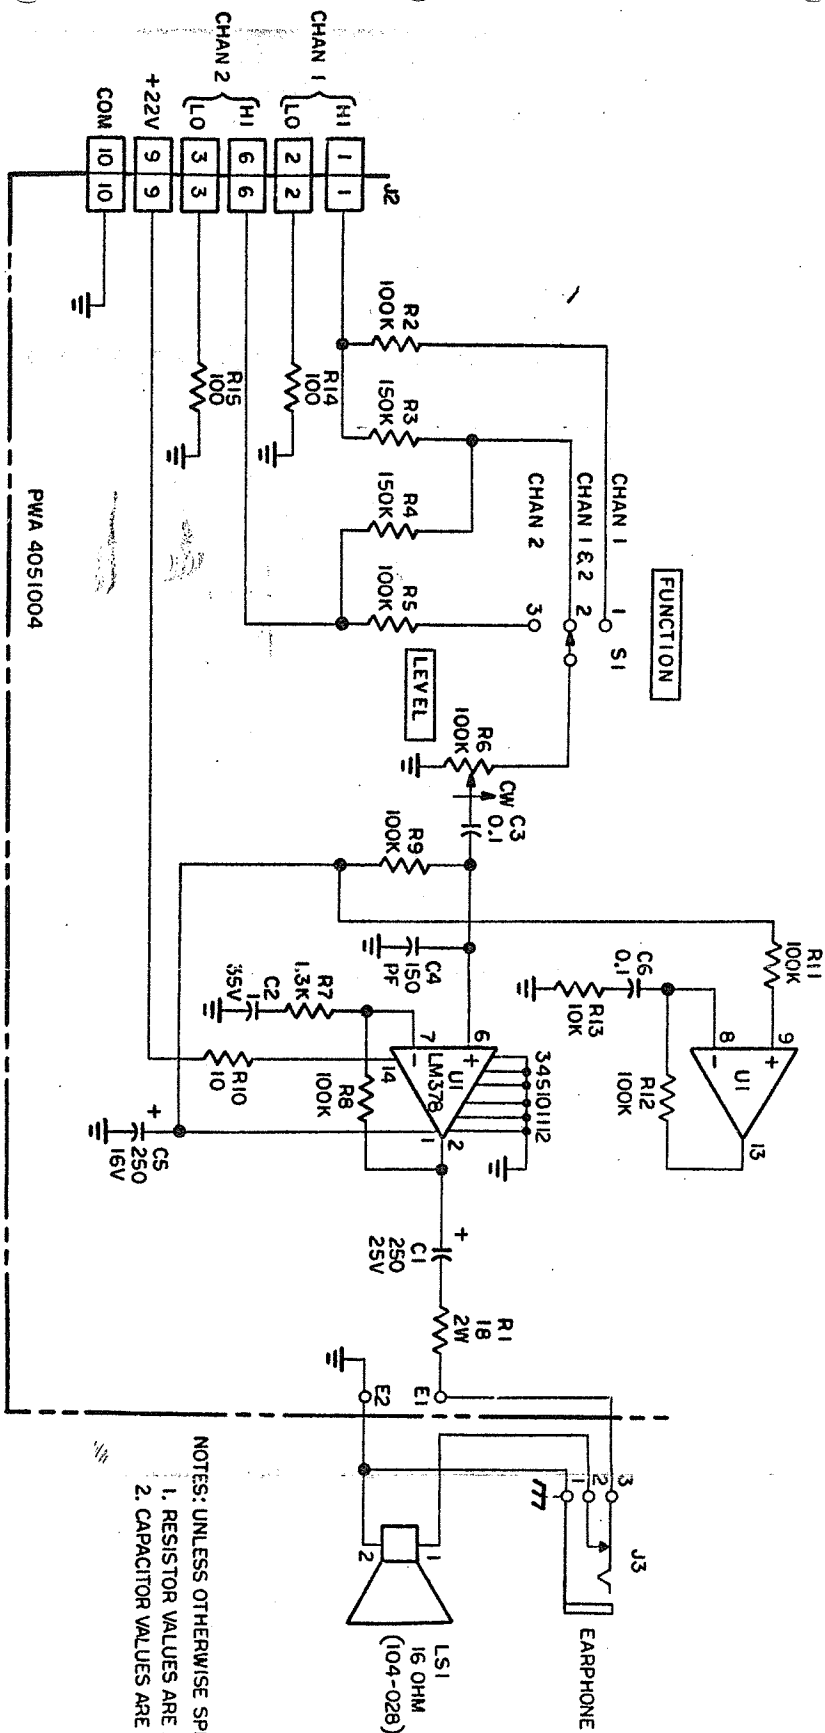 CHAN 1
HI
LO
CHAN 2
HI
LO
+22V
COM
1 1
2 2
6 6
3 3
9 9
10 10
J2
R2
100K
R3
150K
R4
150K
R5
100K
R14
100
R15
100
FUNCTION
CHAN 1
CHAN 1 & 2
CHAN 2
1
2
3
S1
LEVEL
R6
100K
CW
C3
0.1
R9
100K
C4
150
PF
R7
1.3K
C2
1
35V
R10
10
R8
100K
6
7
14
1
2
+
-
U1
LM378
3 4 5 10 11 12
R11
100K
C6
0.1
R13
10K
R12
100K
9
8
13
+
-
U1
+
C5
250
16V
+
C1
250
25V
R1
18
2W
E1
E2
3
2
1
J3
EARPHONE
1
2
LS1
16 OHM
(104-028)
PWA 4051004
NOTES: UNLESS OTHERWISE
1. RESISTOR VALUES ARE
2. CAPACITOR VALUES ARE